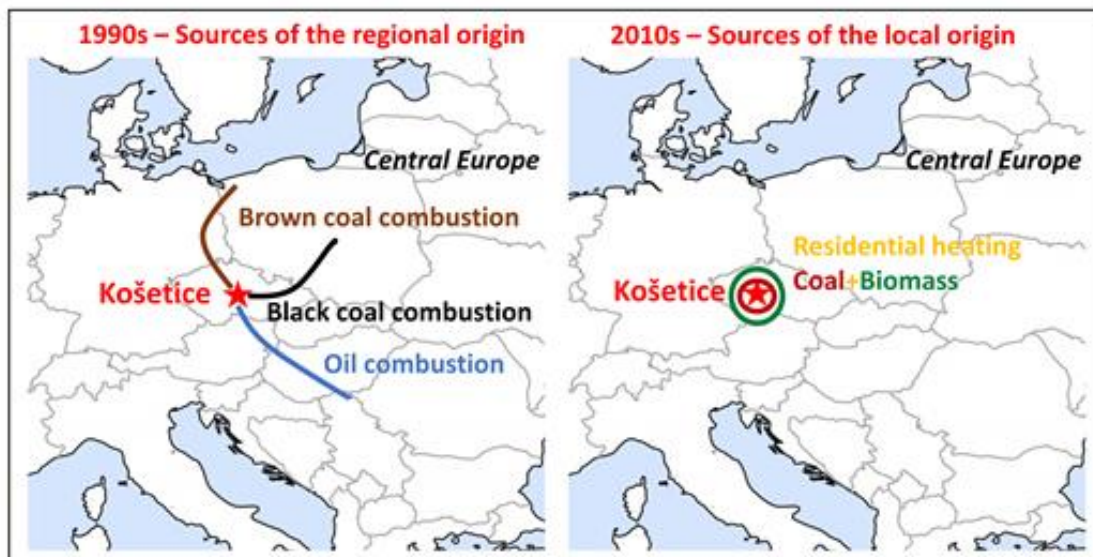 1990s – Sources of the regional origin
Central Europe
Brown coal combustion
Košetice
Black coal combustion
Oil combustion
2010s – Sources of the local origin
Central Europe
Residential heating
Košetice
Coal+Biomass